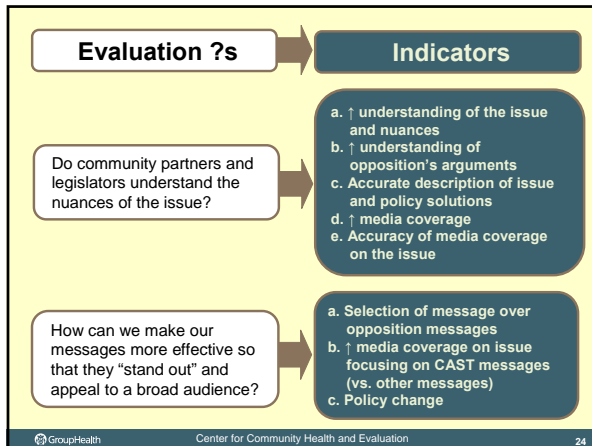 Evaluation ?s
Indicators
Do community partners and
legislators understand the
nuances of the issue?
a. ↑ understanding of the issue
and nuances
b. ↑ understanding of
opposition's arguments
c. Accurate description of issue
and policy solutions
d. ↑ media coverage
e. Accuracy of media coverage
on the issue
How can we make our
messages more effective so
that they “stand out” and
appeal to a broad audience?
a. Selection of message over
opposition messages
b. ↑ media coverage on issue
focusing on CAST messages
(vs. other messages)
c. Policy change
GroupHealth
Center for Community Health and Evaluation
24